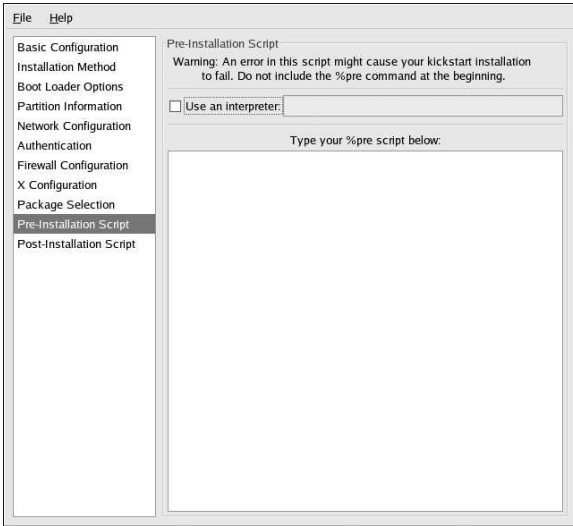 File Help
Basic Configuration
Installation Method
Boot Loader Options
Partition Information
Network Configuration
Authentication
Firewall Configuration
X Configuration
Package Selection
Pre-Installation Script
Post-Installation Script
Pre-Installation Script
Warning: An error in this script might cause your kickstart installation
to fail. Do not include the %pre command at the beginning.
Use an interpreter:
Type your %pre script below: